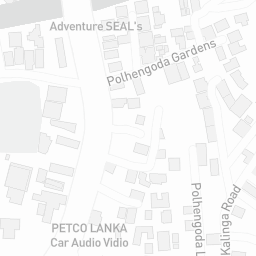 Adventure SEAL's
Polhengoda Gardens
Kalinga Road
Polhengoda L
PETCO LANKA
Car Audio Vidio